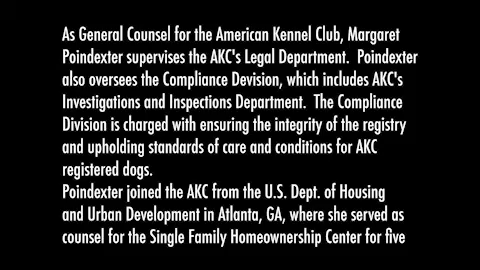 As General Counsel for the American Kennel Club, Margaret
Poindexter supervises the AKC's Legal Department.  Poindexter
also oversees the Compliance Devision, which includes AKC's
Investigations and Inspections Department.  The Compliance
Division is charged with ensuring the integrity of the registry
and upholding standards of care and conditions for AKC
registered dogs.
Poindexter joined the AKC from the U.S. Dept. of Housing
and Urban Development in Atlanta, GA, where she served as
counsel for the Single Family Homeownership Center for five